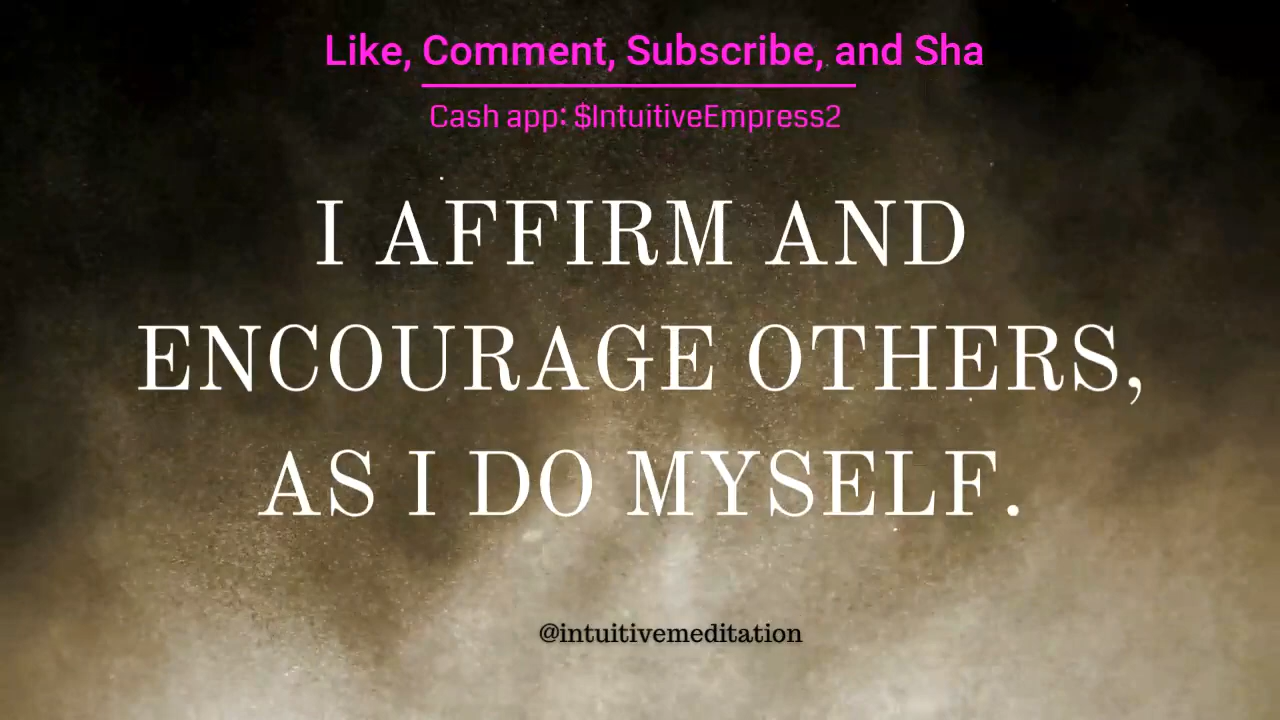 Like, Comment, Subscribe, and Sha
Cash app: $IntuitiveEmpress2
I AFFIRM AND
ENCOURAGE OTHERS,
AS I DO MYSELF.
@intuitivemeditation